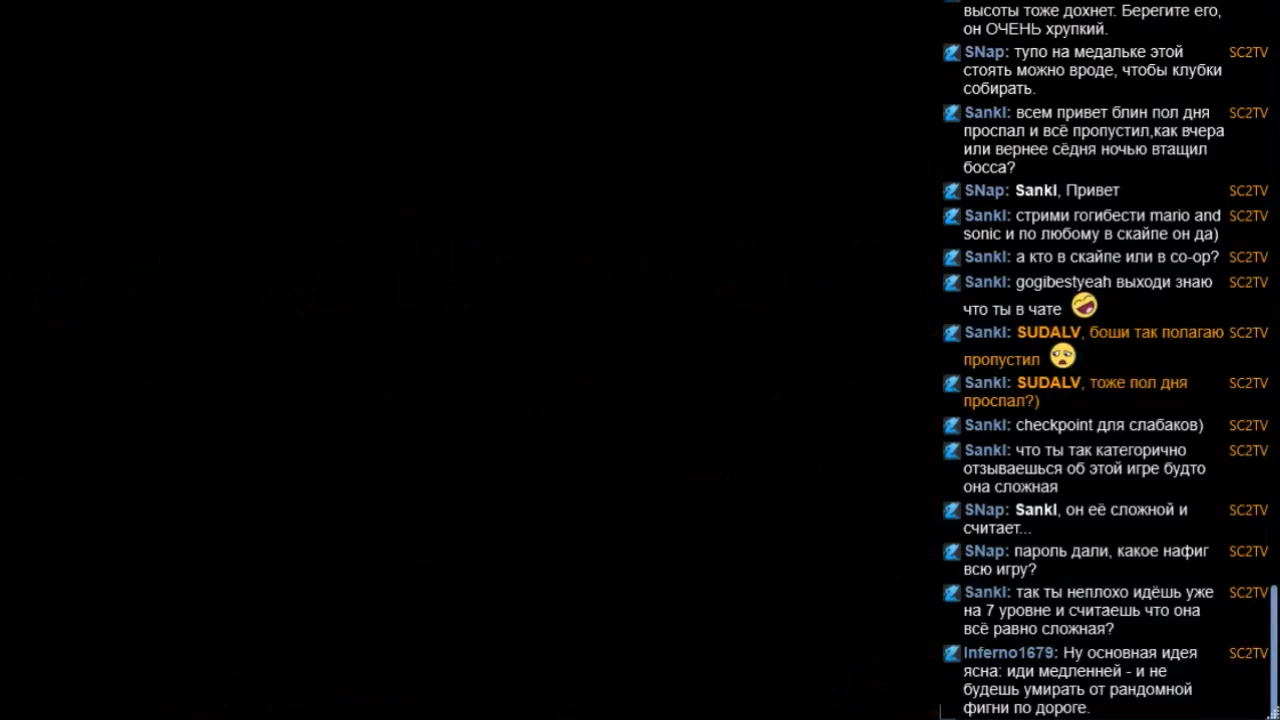 высоты тоже дохнет. Берегите его,
он ОЧЕНЬ хрупкий.
SNap: тупо на медальке этой SC2TV
стоять можно вроде, чтобы клубки
собирать.
Sankl: всем привет блин пол дня SC2TV
проспал и всё пропустил,как вчера
или вернее сёдня ночью втащил
босса?
SNap: Sankl, Привет SC2TV
Sankl: стрими гогибести mario and SC2TV
sonic и по любому в скайпе он да)
Sankl: а кто в скайпе или в co-op? SC2TV
Sankl: gogibestyeah выходи знаю SC2TV
что ты в чате
Sankl: SUDALV, боши так полагаю SC2TV
пропустил
Sankl: SUDALV, тоже пол дня SC2TV
проспал?)
Sankl: checkpoint для слабаков) SC2TV
Sankl: что ты так категорично SC2TV
отзываешься об этой игре будто
она сложная
SNap: Sankl, он её сложной и SC2TV
считает...
SNap: пароль дали, какое нафиг SC2TV
всю игру?
Sankl: так ты неплохо идёшь уже SC2TV
на 7 уровне и считаешь что она
всё равно сложная?
Inferno1679: Ну основная идея SC2TV
ясна: иди медленней - и не
будешь умирать от рандомной
фигни по дороге.